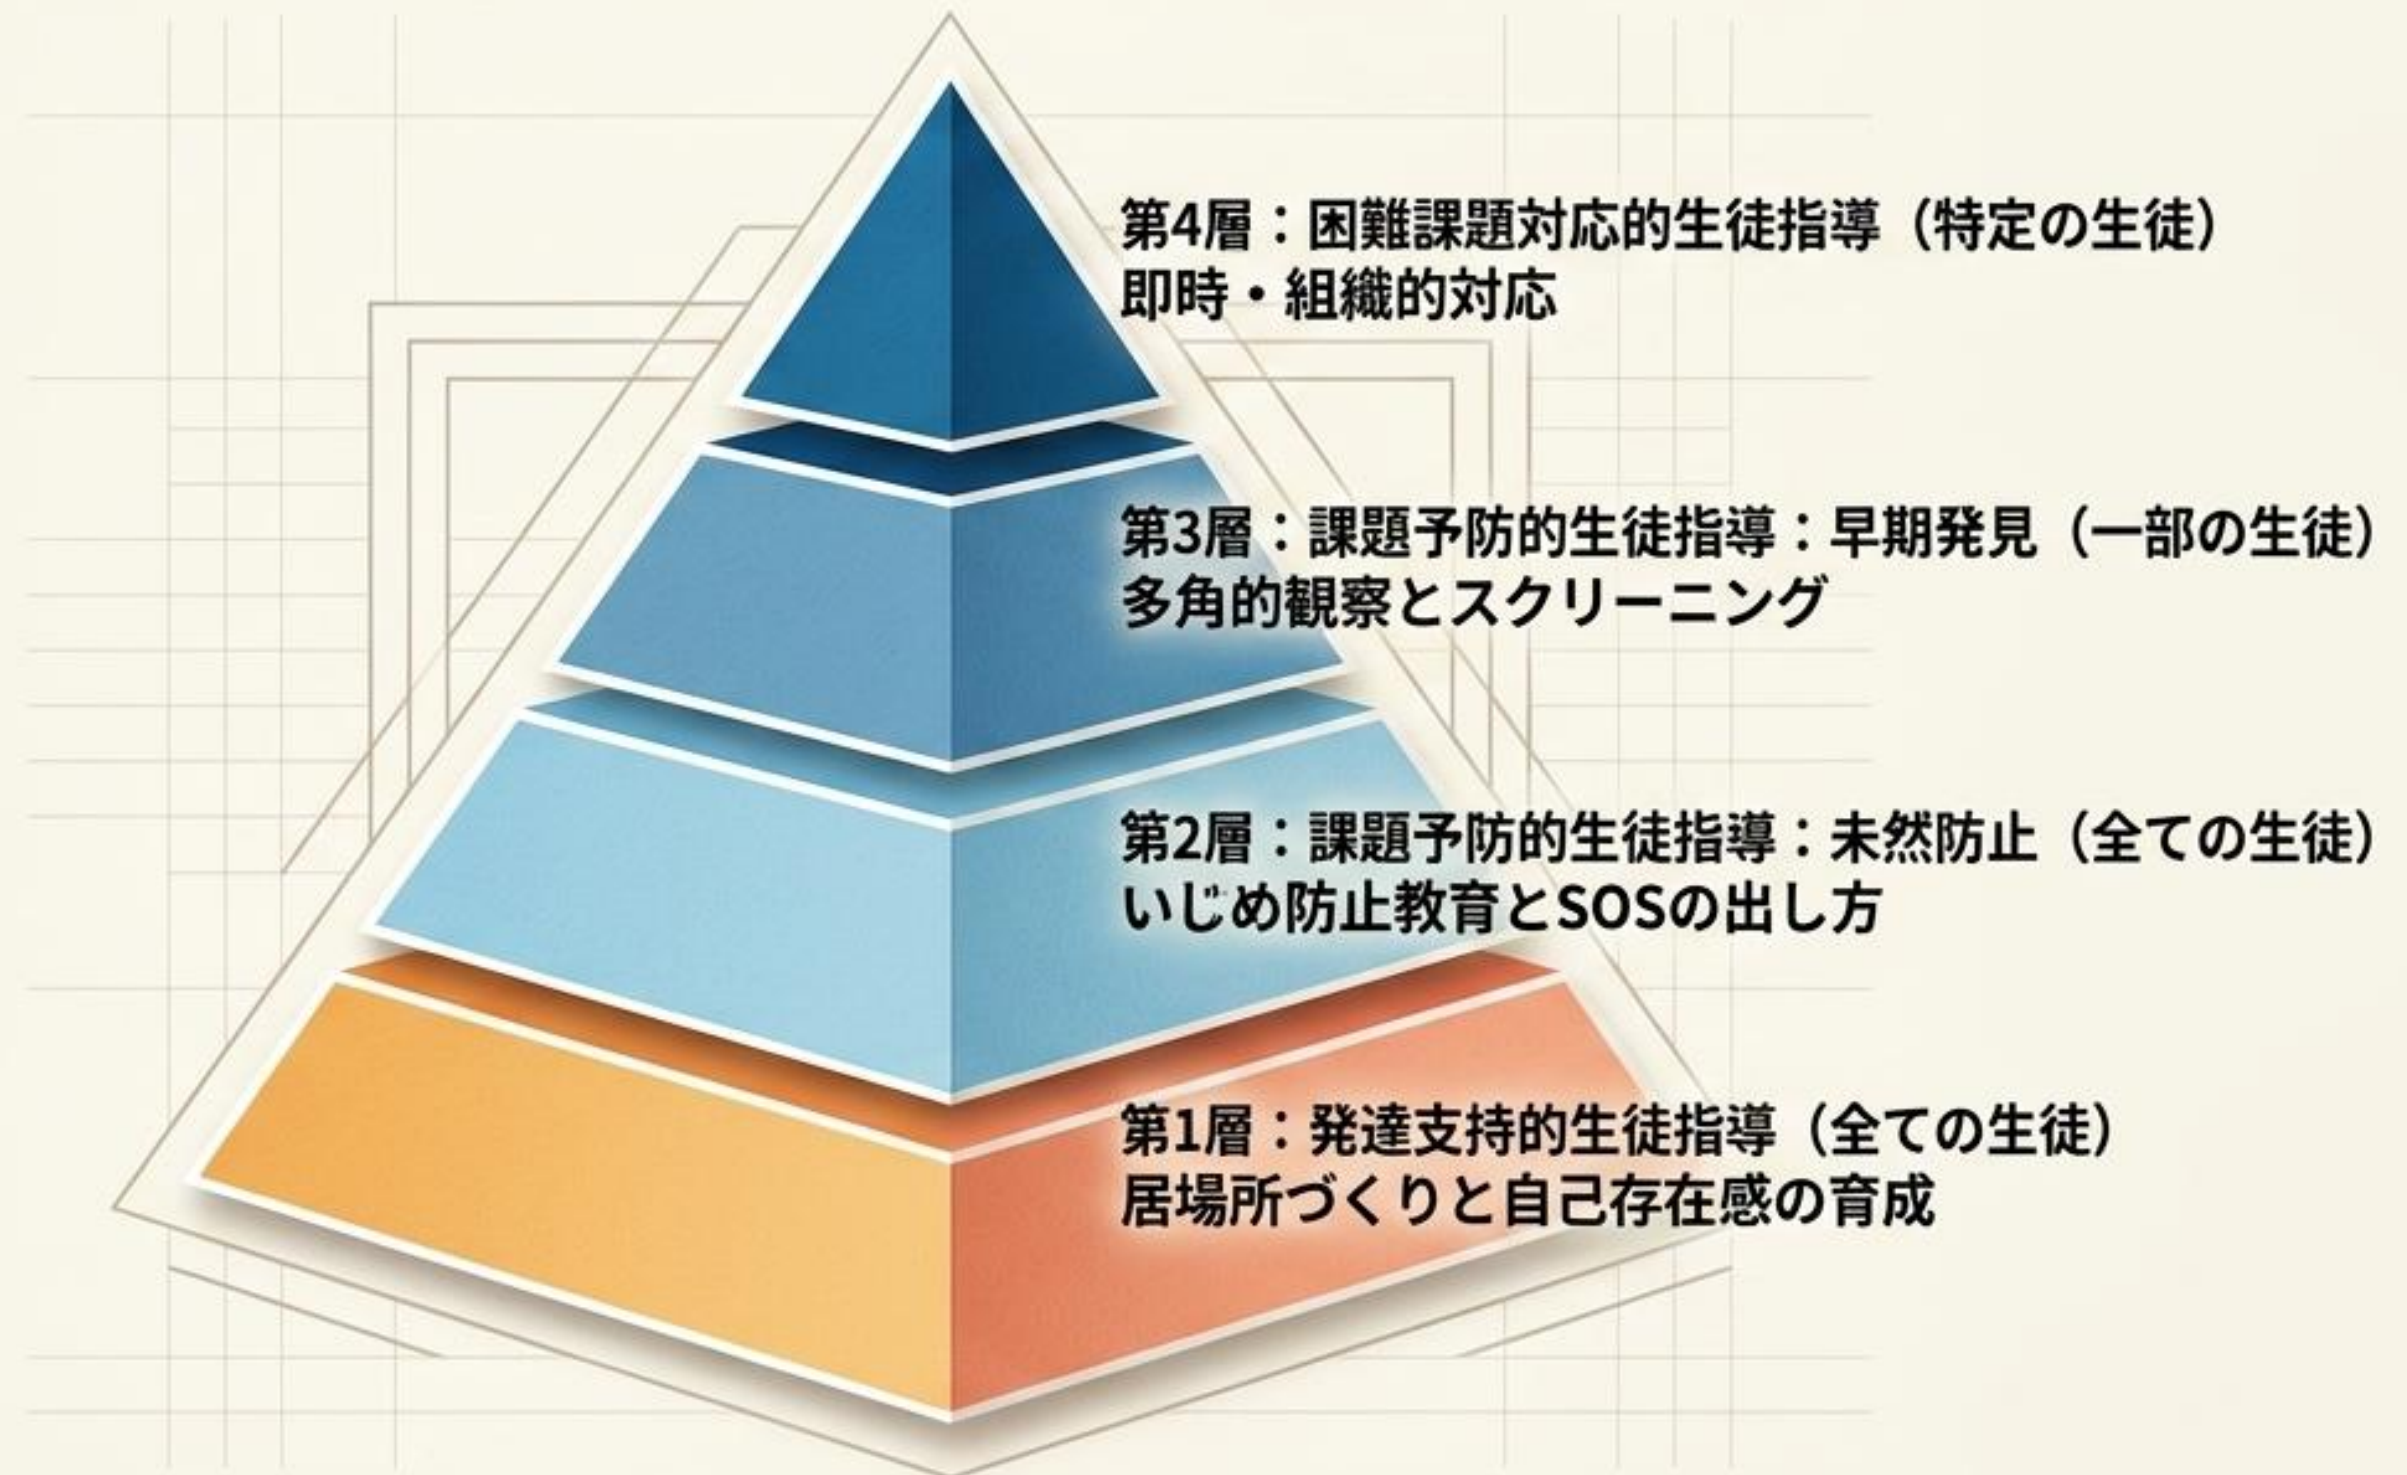 第4層：困難課題対応的生徒指導（特定の生徒）
即時・組織的対応
第3層：課題予防的生徒指導：早期発見（一部の生徒）
多角的観察とスクリーニング
第2層：課題予防的生徒指導：未然防止（全ての生徒）
いじめ防止教育とSOSの出し方
第1層：発達支持的生徒指導（全ての生徒）
居場所づくりと自己存在感の育成